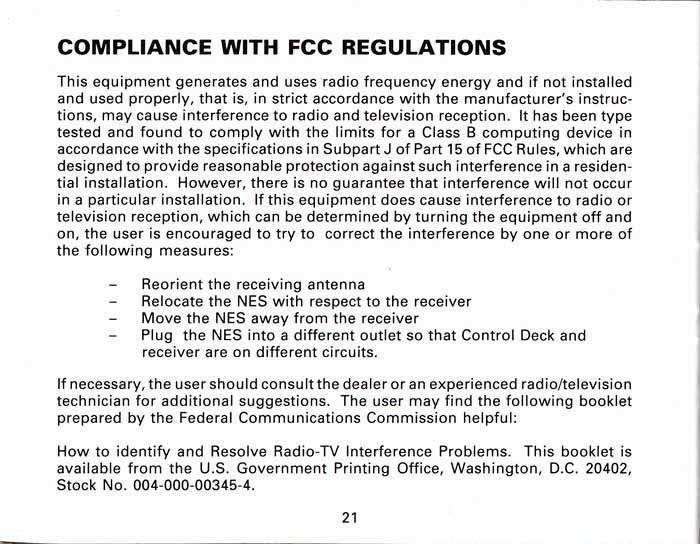 COMPLIANCE WITH FCC REGULATIONS
This equipment generates and uses radio frequency energy and if not installed
and used properly, that is, in strict accordance with the manufacturer's instruc-
tions, may cause interference to radio and television reception. It has been type
tested and found to comply with the limits for a Class B computing device in
accordance with the specifications in Subpart J of Part 15 of FCC Rules, which are
designed to provide reasonable protection against such interference in a residen-
tial installation. However, there is no guarantee that interference will not occur
in a particular installation. If this equipment does cause interference to radio or
television reception, which can be determined by turning the equipment off and
on, the user is encouraged to try to correct the interference by one or more of
the following measures:
– Reorient the receiving antenna
– Relocate the NES with respect to the receiver
– Move the NES away from the receiver
– Plug the NES into a different outlet so that Control Deck and
receiver are on different circuits.
If necessary, the user should consult the dealer or an experienced radio/television
technician for additional suggestions. The user may find the following booklet
prepared by the Federal Communications Commission helpful:
How to identify and Resolve Radio-TV Interference Problems. This booklet is
available from the U.S. Government Printing Office, Washington, D.C. 20402,
Stock No. 004-000-00345-4.
21